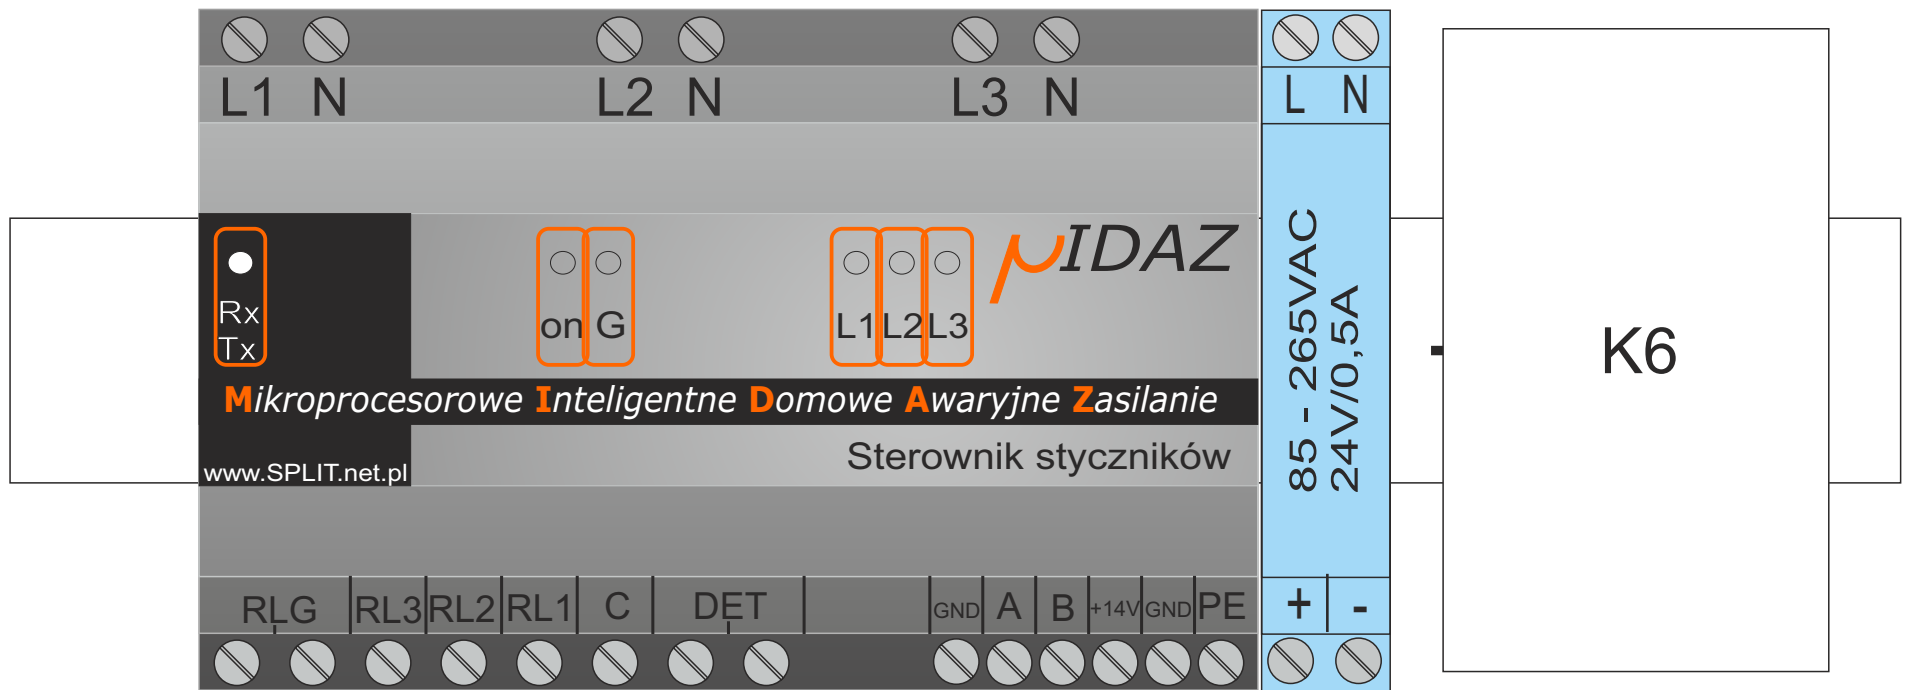 L1 N L2 N L3 N L N
µIDAZ
Rx
Tx
on G L1 L2 L3
Mikroprocesorowe Inteligentne Domowe Awaryjne Zasilanie
Sterownik styczników
www.SPLIT.net.pl
85 - 265VAC
24V/0,5A
K6
RLG RL3 RL2 RL1 C DET GND A B +14V GND PE + -